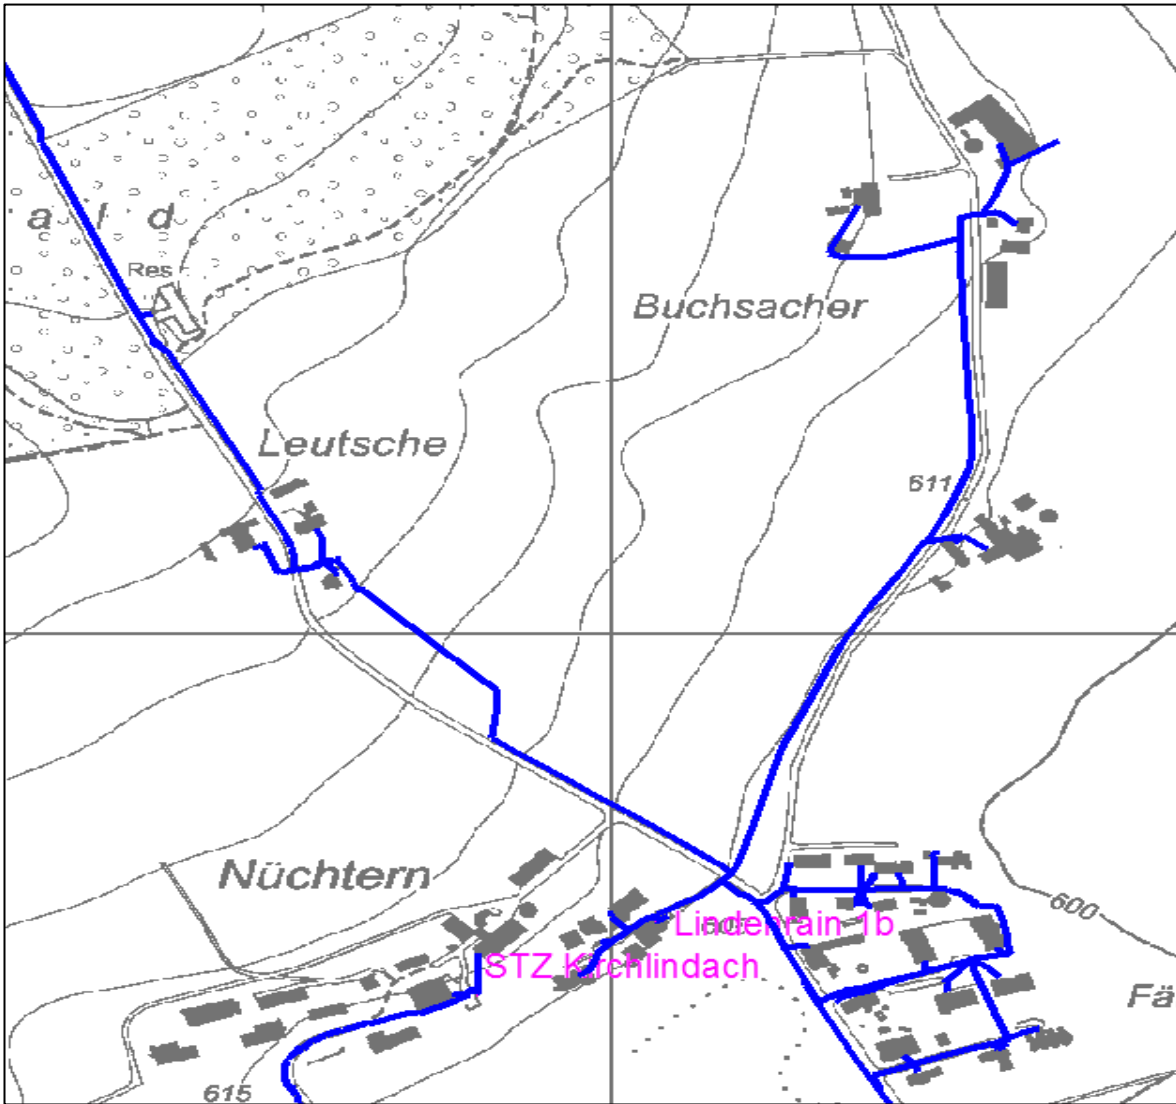 a l d
Res
Buchsacher
Leutsche
611
Nüchtern
600
Lindenrain 1b
STZ Kirchlindach
Fä
615